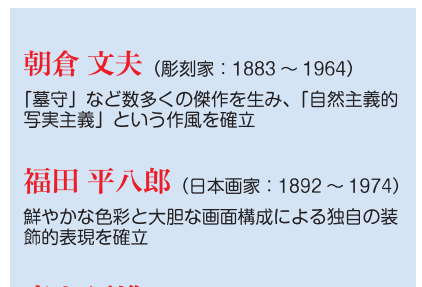 朝倉 文夫（彫刻家：1883 ～ 1964）
「墓守」など数多くの傑作を生み、「自然主義的
写実主義」という作風を確立
福田 平八郎（日本画家：1892 ～ 1974）
鮮やかな色彩と大胆な画面構成による独自の装
飾的表現を確立